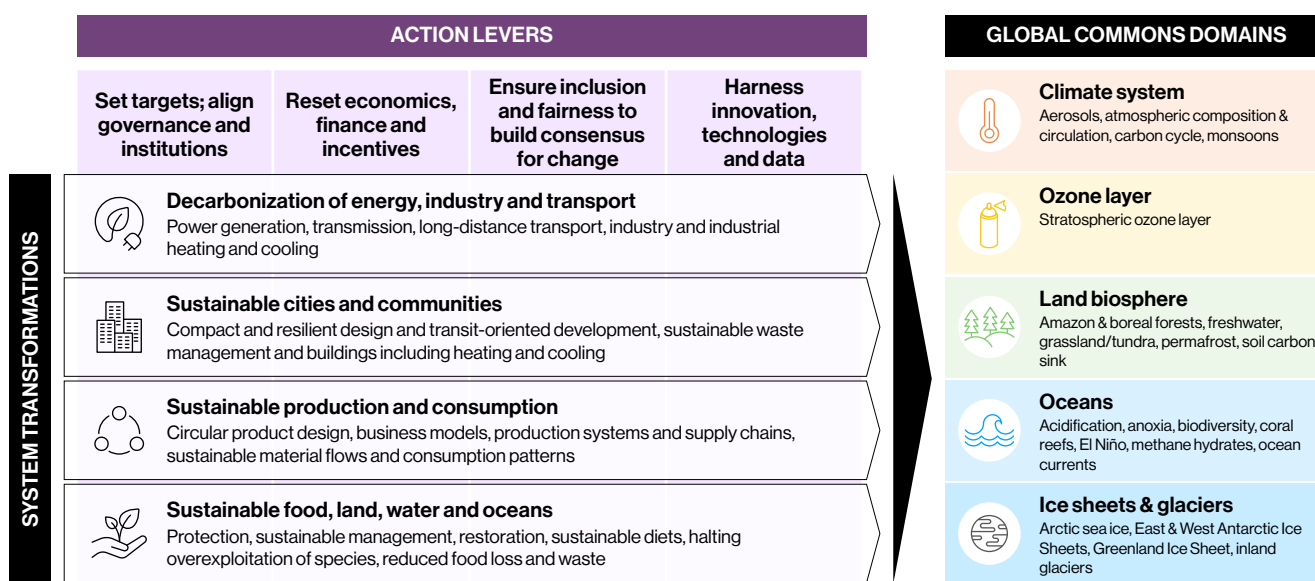 ACTION LEVERS
Set targets; align
governance and
institutions
Reset economics,
finance and
incentives
Ensure inclusion
and fairness to
build consensus
for change
Harness
innovation,
technologies
and data
SYSTEM TRANSFORMATIONS
Decarbonization of energy, industry and transport
Power generation, transmission, long-distance transport, industry and industrial
heating and cooling
Sustainable cities and communities
Compact and resilient design and transit-oriented development, sustainable waste
management and buildings including heating and cooling
Sustainable production and consumption
Circular product design, business models, production systems and supply chains,
sustainable material flows and consumption patterns
Sustainable food, land, water and oceans
Protection, sustainable management, restoration, sustainable diets, halting
overexploitation of species, reduced food loss and waste
GLOBAL COMMONS DOMAINS
Climate system
Aerosols, atmospheric composition &
circulation, carbon cycle, monsoons
Ozone layer
Stratospheric ozone layer
Land biosphere
Amazon & boreal forests, freshwater,
grassland/tundra, permafrost, soil carbon
sink
Oceans
Acidification, anoxia, biodiversity, coral
reefs, El Niño, methane hydrates, ocean
currents
Ice sheets & glaciers
Arctic sea ice, East & West Antarctic Ice
Sheets, Greenland Ice Sheet, inland
glaciers